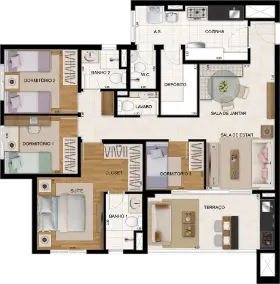 A.S.
COZINHA
DORMITÓRIO 2
BANHO 2
W.C.
DEPÓSITO
LAVABO
SALA DE JANTAR
DORMITÓRIO 1
SALA DE ESTAR
CLOSET
DORMITÓRIO 3
SUÍTE
BANHO 1
TERRAÇO